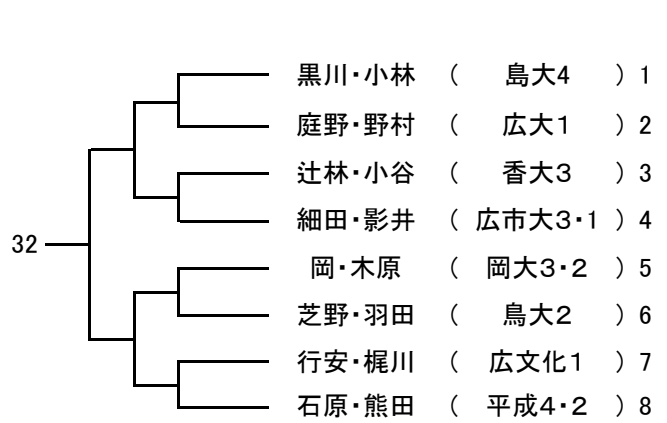 黒川・小林 ( 島大4 ) 1
庭野・野村 ( 広大１ ) 2
辻林・小谷 ( 香大３ ) 3
細田・影井 ( 広市大３・１ ) 4
32
岡・木原 ( 岡大３・２ ) 5
芝野・羽田 ( 鳥大２ ) 6
行安・梶川 ( 広文化１ ) 7
石原・熊田 ( 平成４・２ ) 8